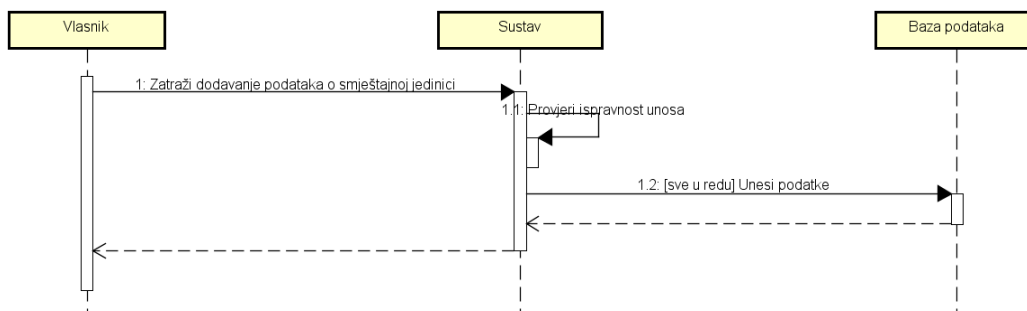 Vlasnik
Sustav
Baza podataka
1: Zatraži dodavanje podataka o smještajnoj jedinici
1.1: Provjeri ispravnost unosa
1.2: [sve u redu] Unesi podatke